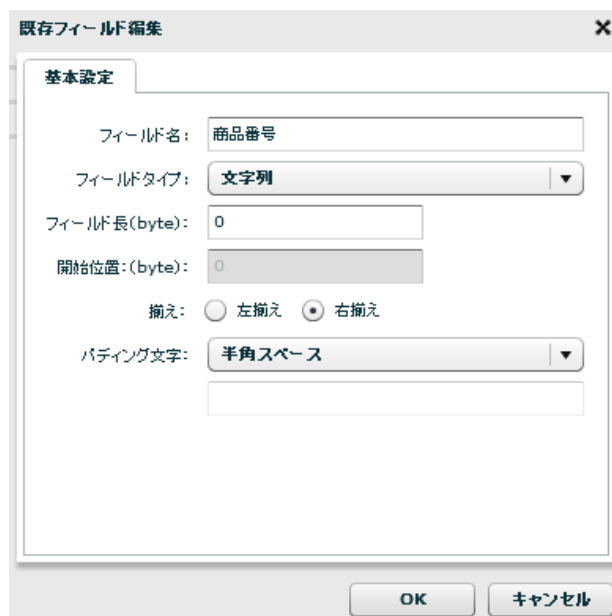 既存フィールド編集
基本設定
フィールド名: 商品番号
フィールドタイプ: 文字列
フィールド長(byte): 0
開始位置:(byte): 0
揃え: 左揃え 右揃え
パディング文字: 半角スペース
OK キャンセル